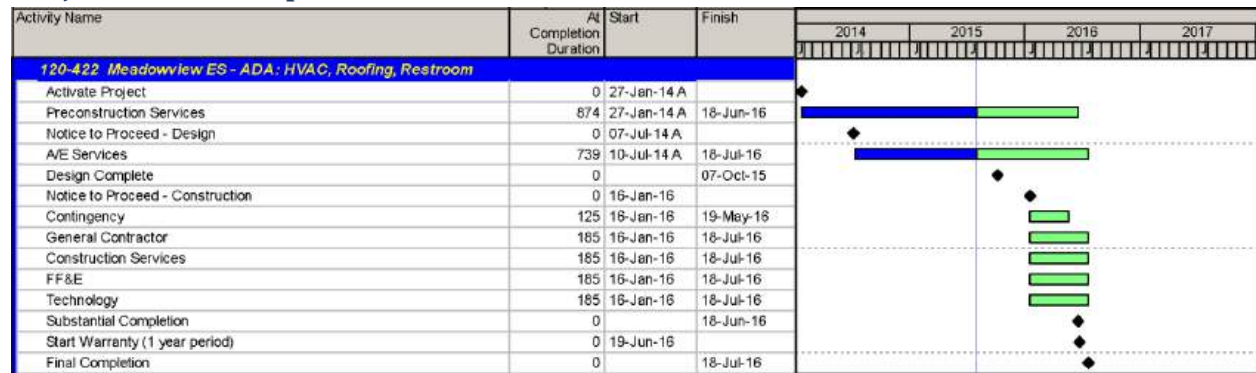 Activity Name At Completion Duration Start Finish
2014 2015 2016 2017
J J J J J J J J
120-422 Meadowview ES - ADA: HVAC, Roofing, Restroom
Activate Project 0 27-Jan-14 A
Preconstruction Services 874 27-Jan-14 A 18-Jun-16
Notice to Proceed - Design 0 07-Jul-14 A
A/E Services 739 10-Jul-14 A 18-Jul-16
Design Complete 0 07-Oct-15
Notice to Proceed - Construction 0 16-Jan-16
Contingency 125 16-Jan-16 19-May-16
General Contractor 185 16-Jan-16 18-Jul-16
Construction Services 185 16-Jan-16 18-Jul-16
FF&E 185 16-Jan-16 18-Jul-16
Technology 185 16-Jan-16 18-Jul-16
Substantial Completion 0 18-Jun-16
Start Warranty (1 year period) 0 19-Jun-16
Final Completion 0 18-Jul-16